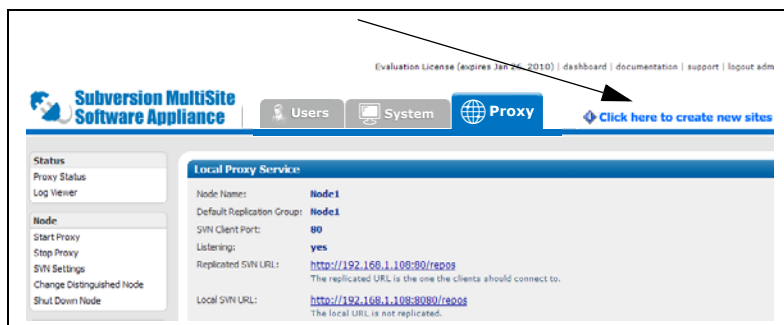 Evaluation License (expires Jan 26, 2010) | dashboard | documentation | support | logout adm
Subversion MultiSite
Software Appliance
Users
System
Proxy
Click here to create new sites
Status
Proxy Status
Log Viewer
Node
Start Proxy
Stop Proxy
SVN Settings
Change Distinguished Node
Shut Down Node
Local Proxy Service
Node Name: Node1
Default Replication Group: Node1
SVN Client Port: 80
Listening: yes
Replicated SVN URL: http://192.168.1.108:80/repos
The replicated URL is the one the clients should connect to.
Local SVN URL: http://192.168.1.108:8080/repos
The local URL is not replicated.